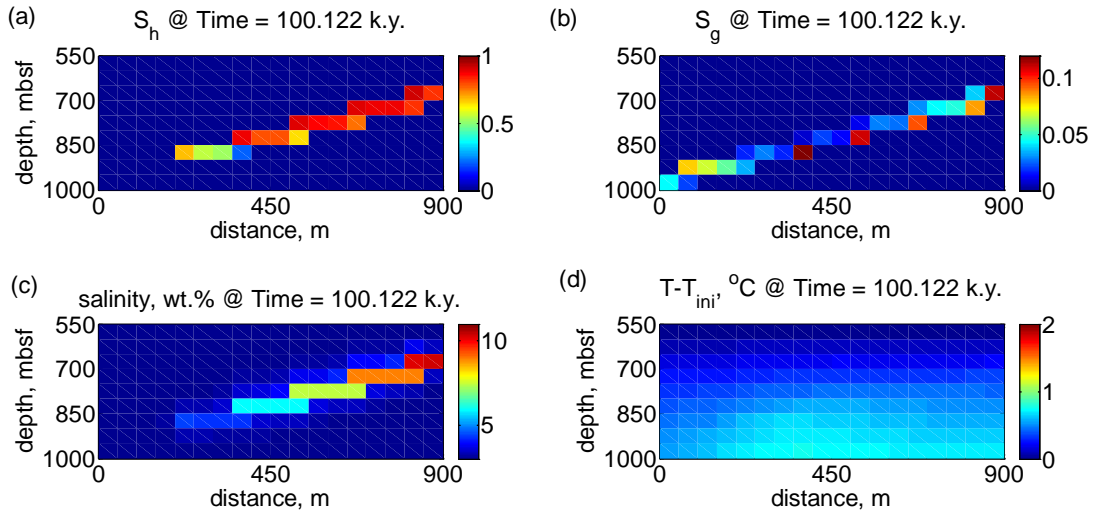 (a)
S_h @ Time = 100.122 k.y.
550
700
850
1000
depth, mbsf
0
450
900
distance, m
1
0.5
0
(b)
S_g @ Time = 100.122 k.y.
550
700
850
1000
depth, mbsf
0
450
900
distance, m
0.1
0.05
0
(c)
salinity, wt.% @ Time = 100.122 k.y.
550
700
850
1000
depth, mbsf
0
450
900
distance, m
10
5
(d)
T-T_ini, °C @ Time = 100.122 k.y.
550
700
850
1000
depth, mbsf
0
450
900
distance, m
2
1
0